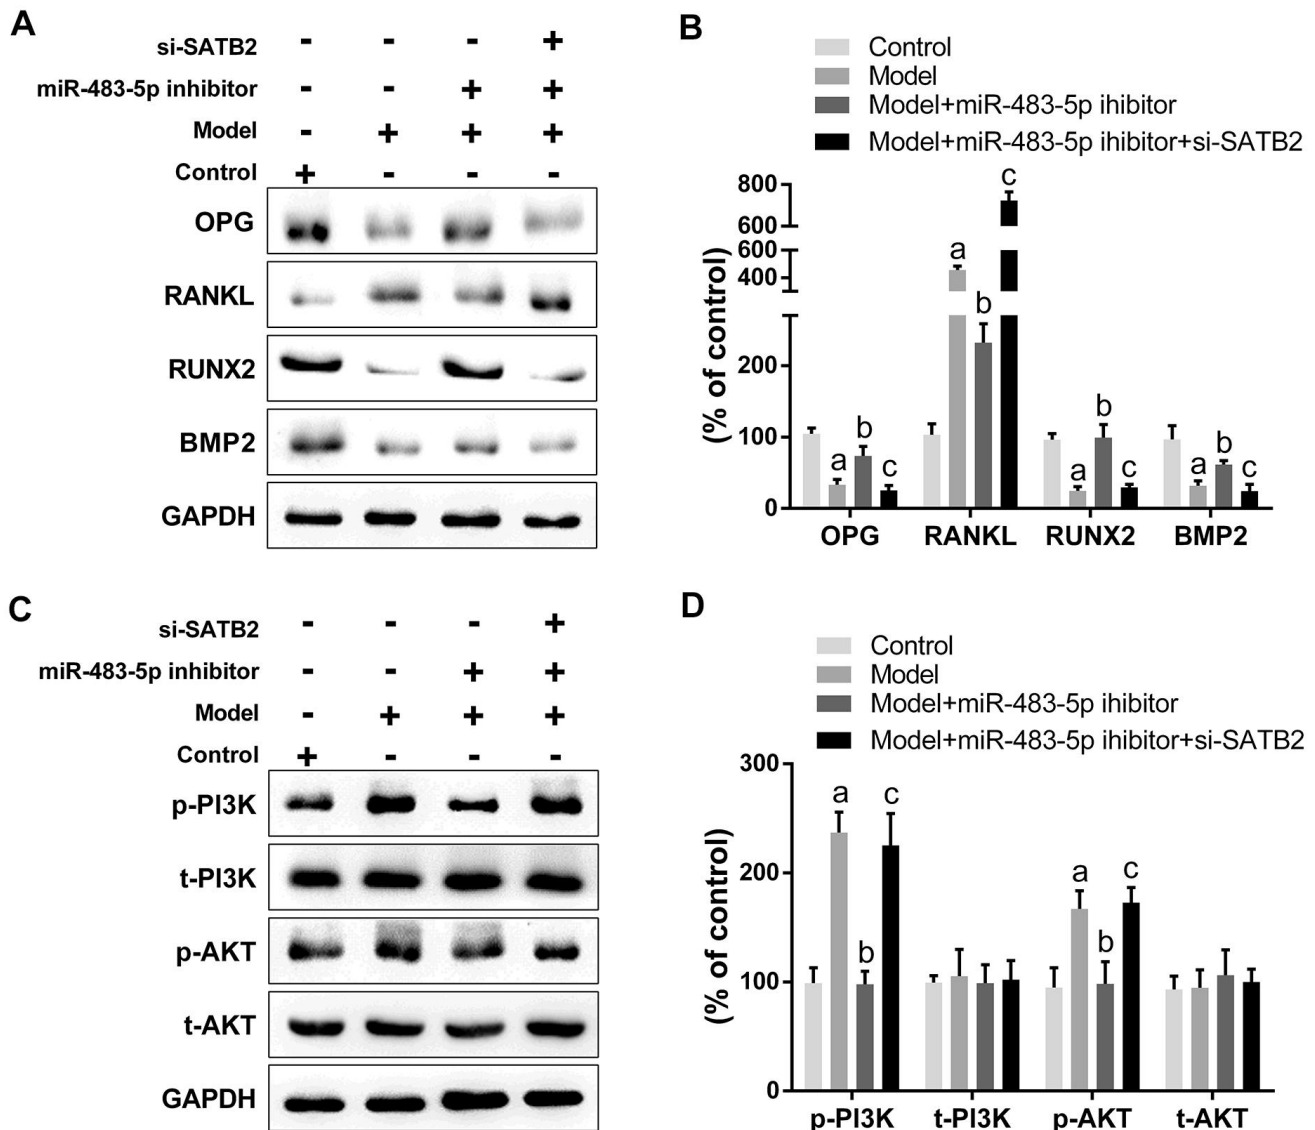 A
si-SATB2 - - - +
miR-483-5p inhibitor - - + +
Model - + + +
Control + - - -
OPG
RANKL
RUNX2
BMP2
GAPDH
B
Control
Model
Model+miR-483-5p ihibitor
Model+miR-483-5p ihibitor+si-SATB2
(% of control)
800
600
600
400
200
100
0
a b c
a b c
a b c
a b c
OPG RANKL RUNX2 BMP2
C
si-SATB2 - - - +
miR-483-5p inhibitor - - + +
Model - + + +
Control + - - -
p-PI3K
t-PI3K
p-AKT
t-AKT
GAPDH
D
Control
Model
Model+miR-483-5p ihibitor
Model+miR-483-5p ihibitor+si-SATB2
(% of control)
300
200
100
0
a b c
a b c
p-PI3K t-PI3K p-AKT t-AKT